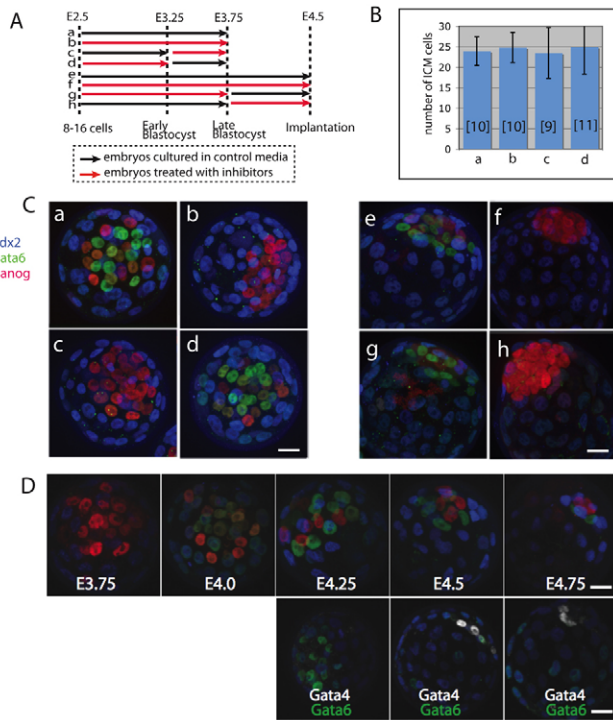 A
E2.5 E3.25 E3.75 E4.5
a
b
c
d
e
f
g
h
8-16 cells Early Blastocyst Late Blastocyst Implantation
embryos cultured in control media
embryos treated with inhibitors
B
number of ICM cells
30
25
20
15
10
5
0
[10] [10] [9] [11]
a b c d
C
dx2
ata6
anog
a b e f
c d g h
D
E3.75 E4.0 E4.25 E4.5 E4.75
Gata4 Gata4 Gata4
Gata6 Gata6 Gata6